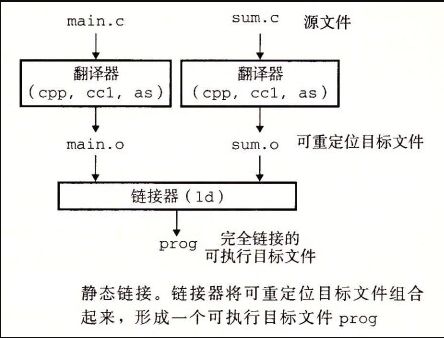 main.c sum.c 源文件
翻译器 翻译器
(cpp, cc1, as) (cpp, cc1, as)
main.o sum.o 可重定位目标文件
链接器(ld)
prog 完全链接的
可执行目标文件
静态链接。链接器将可重定位目标文件组合
起来，形成一个可执行目标文件 prog